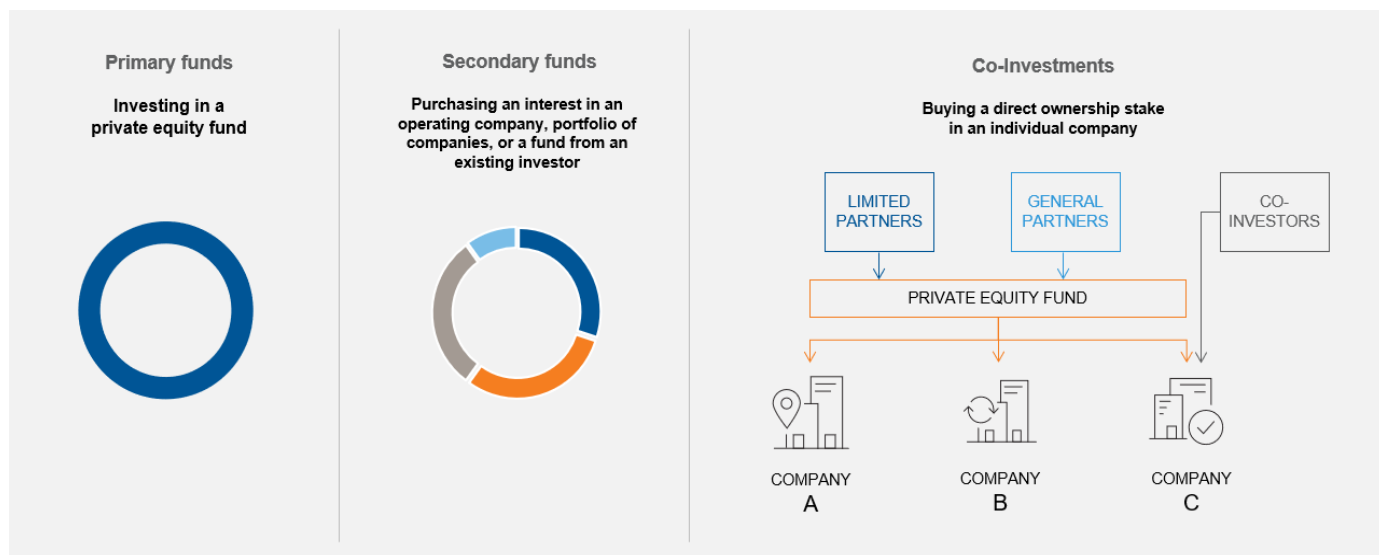 Primary funds
Investing in a
private equity fund
Secondary funds
Purchasing an interest in an
operating company, portfolio of
companies, or a fund from an
existing investor
Co-Investments
Buying a direct ownership stake
in an individual company
LIMITED
PARTNERS
GENERAL
PARTNERS
CO-
INVESTORS
PRIVATE EQUITY FUND
COMPANY
A
COMPANY
B
COMPANY
C